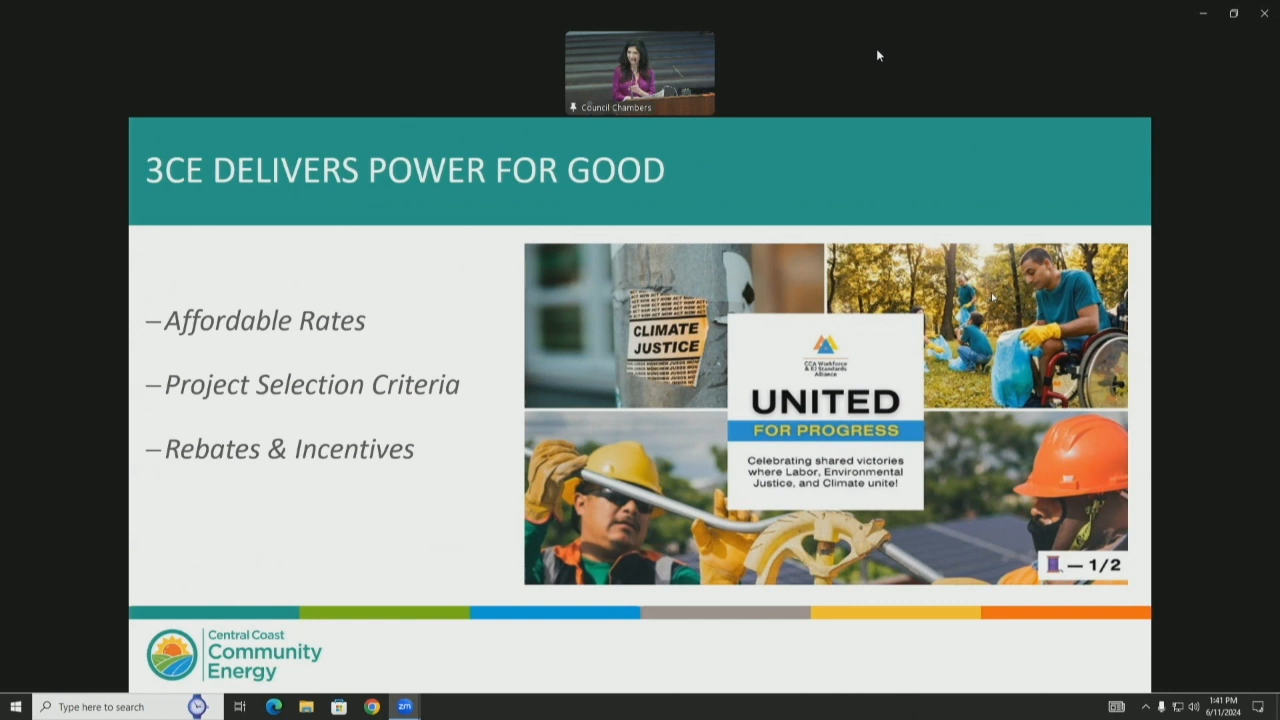 Council Chambers
3CE DELIVERS POWER FOR GOOD
–Affordable Rates
–Project Selection Criteria
–Rebates & Incentives
CLIMATE
JUSTICE
CCA Workforce
& EJ Standards
Alliance
UNITED
FOR PROGRESS
Celebrating shared victories
where Labor, Environmental
Justice, and Climate unite!
— 1/2
Central Coast
Community
Energy
Type here to search
zm
1:41 PM
6/11/2024